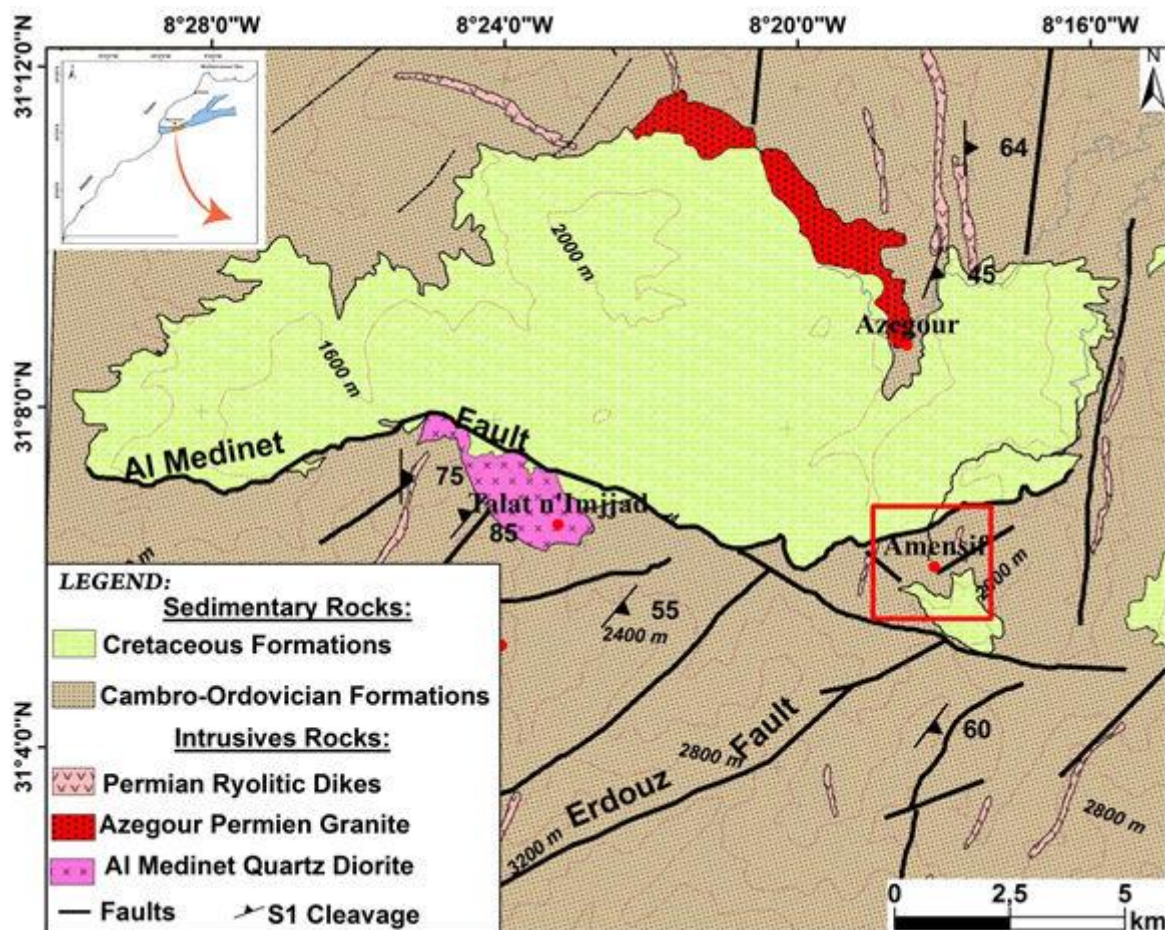 8°28'0"W 8°24'0"W 8°20'0"W 8°16'0"W
31°12'0"N
31°8'0"N
31°4'0"N
N
64
2000 m
45
Azegour
1600 m
Al Medinet Fault
75
Talat n'Imjjad
85
Amensif
2000 m
55
2400 m
60
2800 m
Erdouz Fault
3200 m
2800 m
LEGEND:
Sedimentary Rocks:
Cretaceous Formations
Cambro-Ordovician Formations
Intrusives Rocks:
Permian Ryolitic Dikes
Azegour Permien Granite
Al Medinet Quartz Diorite
Faults S1 Cleavage
0 2,5 5
km